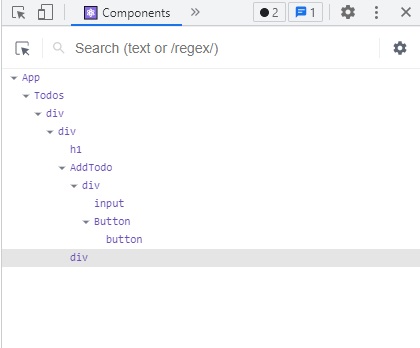 Components » 2 1
Search (text or /regex/)
App
Todos
div
div
h1
AddTodo
div
input
Button
button
div